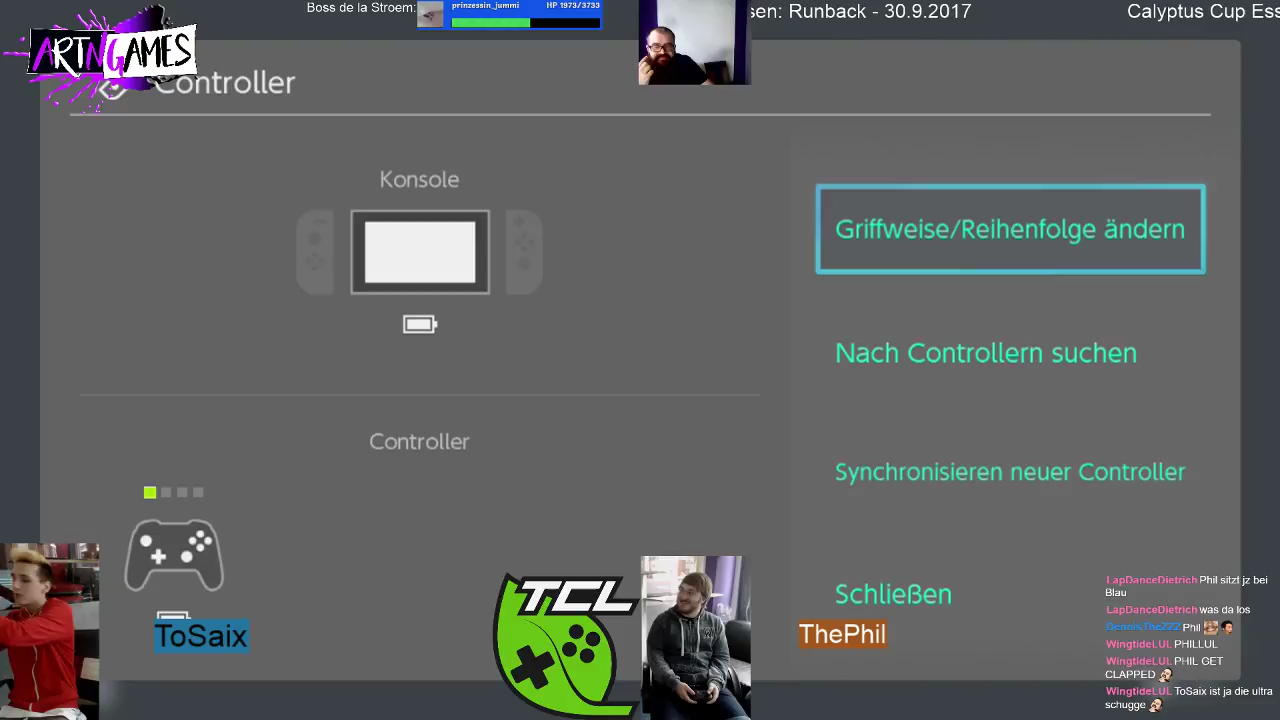 Boss de la Stroem:
prinzessin_jummi HP 1973/3733
sen: Runback - 30.9.2017
Calyptus Cup Ess
ARTNGAMES
Controller
Konsole
Griffweise/Reihenfolge ändern
Nach Controllern suchen
Controller
Synchronisieren neuer Controller
Schließen
TCL
ToSaix
ThePhil
LapDanceDietrich Phil sitzt jz bei
Blau
LapDanceDietrich was da los
DennisTheZZZ Phil
WingtideLUL PHILLUL
WingtideLUL PHIL GET
CLAPPED
WingtideLUL ToSaix ist ja die ultra
schugge